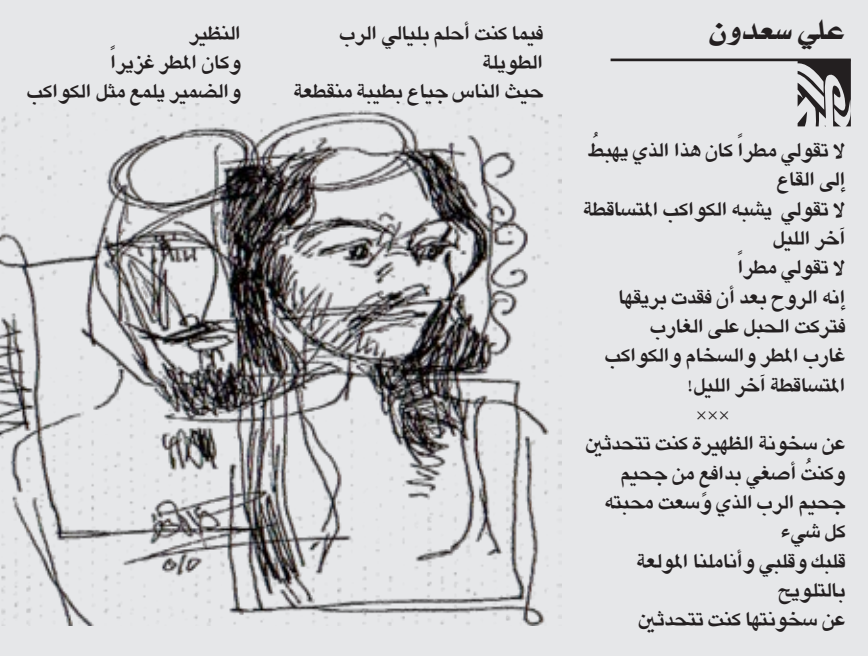 علي سعدون
لا تقولي مطراً كان هذا الذي يهبطُ
إلى القاع
لا تقولي يشبه الكواكب المتساقطة
آخر الليل
لا تقولي مطراً
إنه الروح بعد أن فقدت بريقها
فتركت الحبل على الغارب
غارب المطر والسخام والكواكب
المتساقطة آخر الليل!
×××
عن سخونة الظهيرة كنت تتحدثين
وكنتُ أصغي بدافع من جحيم
جحيم الرب الذي وَسعت محبته
كل شيء
قلبك وقلبي وأناملنا المولعة
بالتلويح
عن سخونتها كنت تتحدثين
فيما كنت أحلم بليالي الرب
الطويلة
حيث الناس جياع بطيبة منقطعة
النظير
وكان المطر غزيراً
والضمير يلمع مثل الكواكب